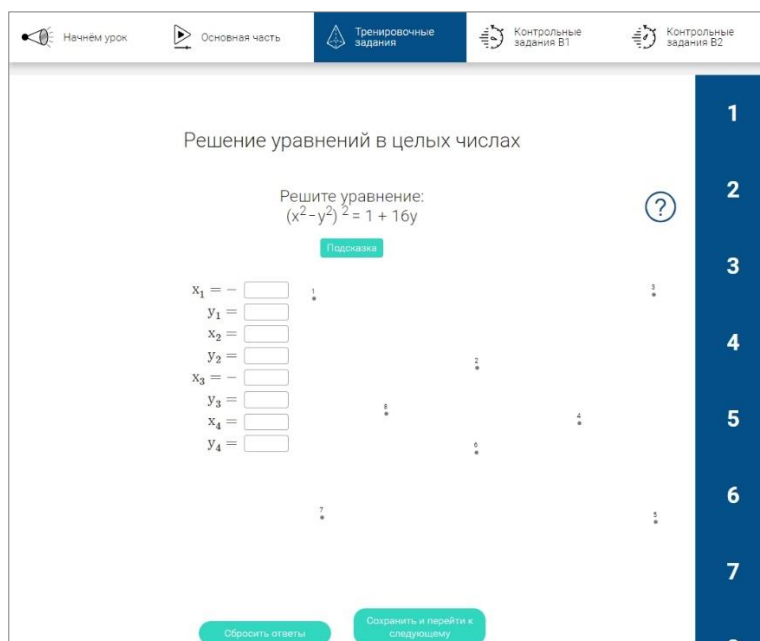 Начнём урок
Основная часть
Тренировочные
задания
Контрольные
задания В1
Контрольные
задания В2
Решение уравнений в целых числах
Решите уравнение:
(x²−y²)² = 1 + 16y
?
Подсказка
x₁ = −
y₁ =
x₂ =
y₂ =
x₃ = −
y₃ =
x₄ =
y₄ =
1
3
2
8
4
6
7
5
Сбросить ответы
Сохранить и перейти к
следующему
1
2
3
4
5
6
7